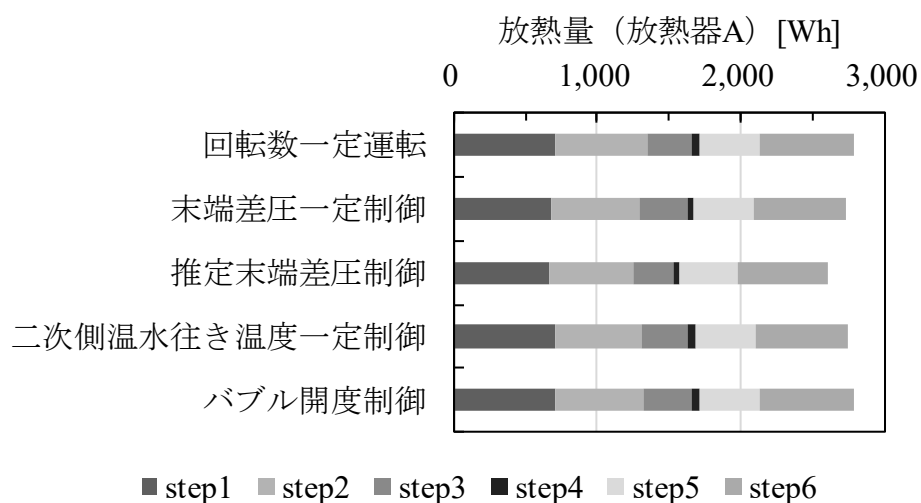 放熱量（放熱器A）[Wh]
0 1,000 2,000 3,000
回転数一定運転
末端差圧一定制御
推定末端差圧制御
二次側温水往き温度一定制御
バブル開度制御
step1 step2 step3 step4 step5 step6